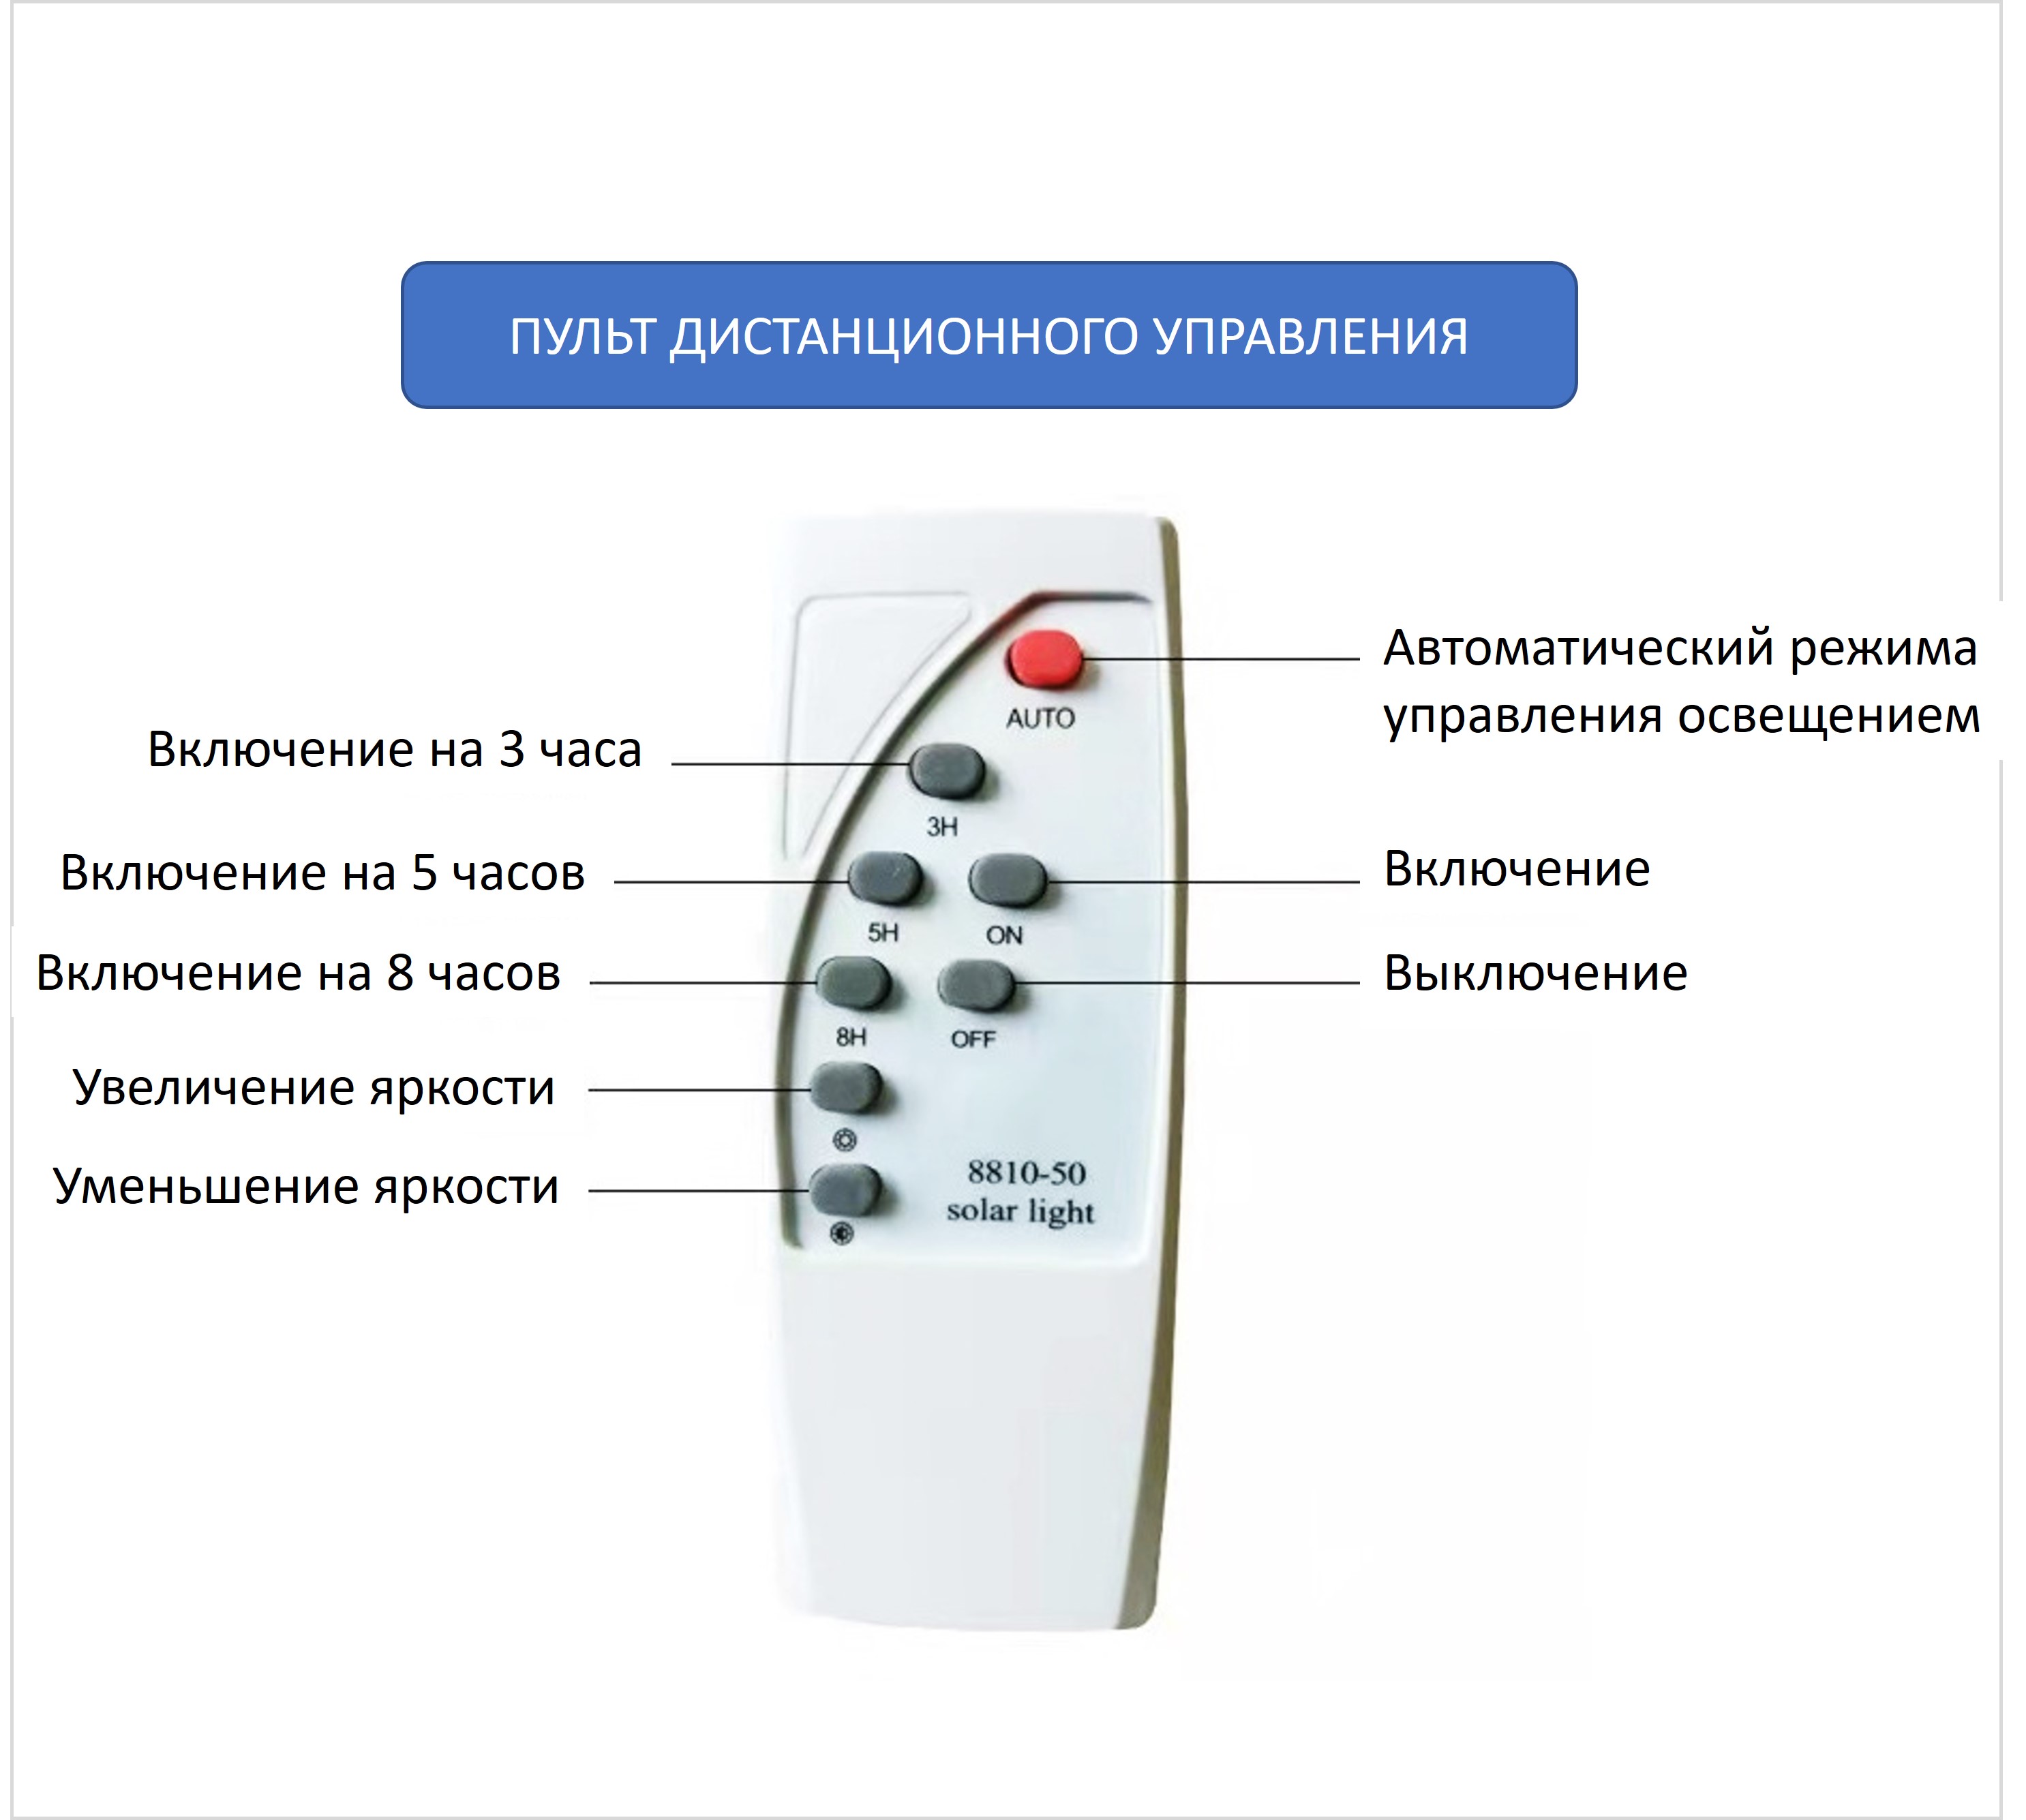 ПУЛЬТ ДИСТАНЦИОННОГО УПРАВЛЕНИЯ
Автоматический режима
управления освещением
AUTO
Включение на 3 часа
3H
Включение на 5 часов
Включение
5H
ON
Включение на 8 часов
Выключение
8H
OFF
Увеличение яркости
Уменьшение яркости
8810-50
solar light